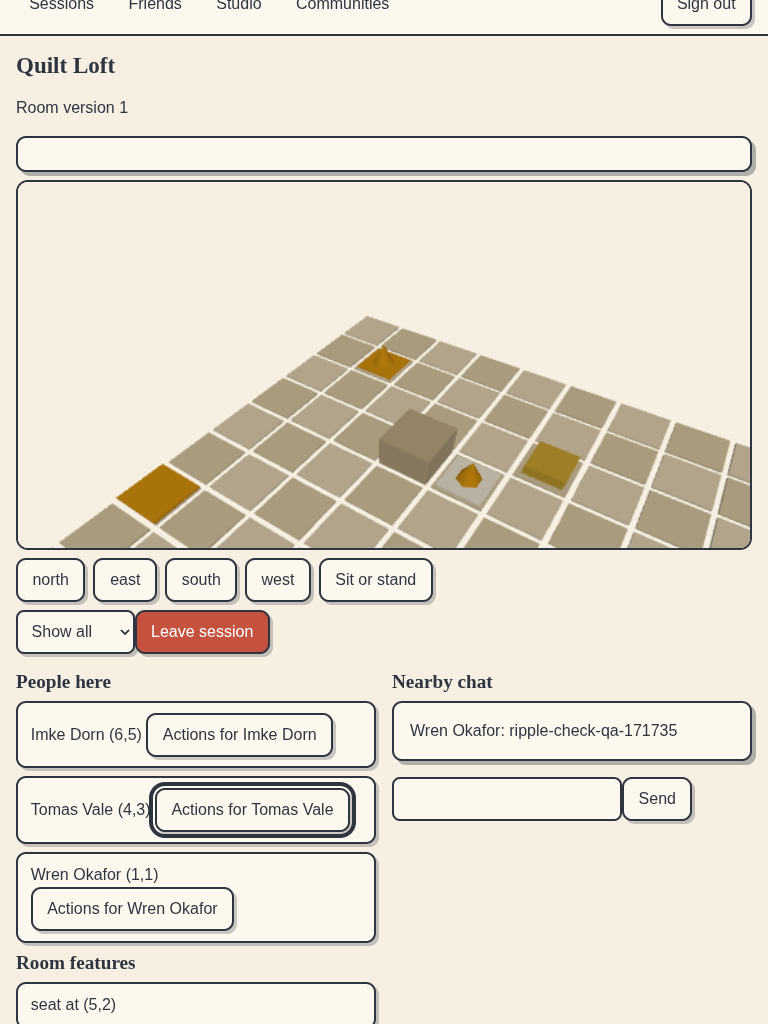 Sessions Friends Studio Communities Sign out
Quilt Loft
Room version 1
north east south west Sit or stand
Show all Leave session
People here
Imke Dorn (6,5) Actions for Imke Dorn
Tomas Vale (4,3) Actions for Tomas Vale
Wren Okafor (1,1)
Actions for Wren Okafor
Room features
seat at (5,2)
Nearby chat
Wren Okafor: ripple-check-qa-171735
Send